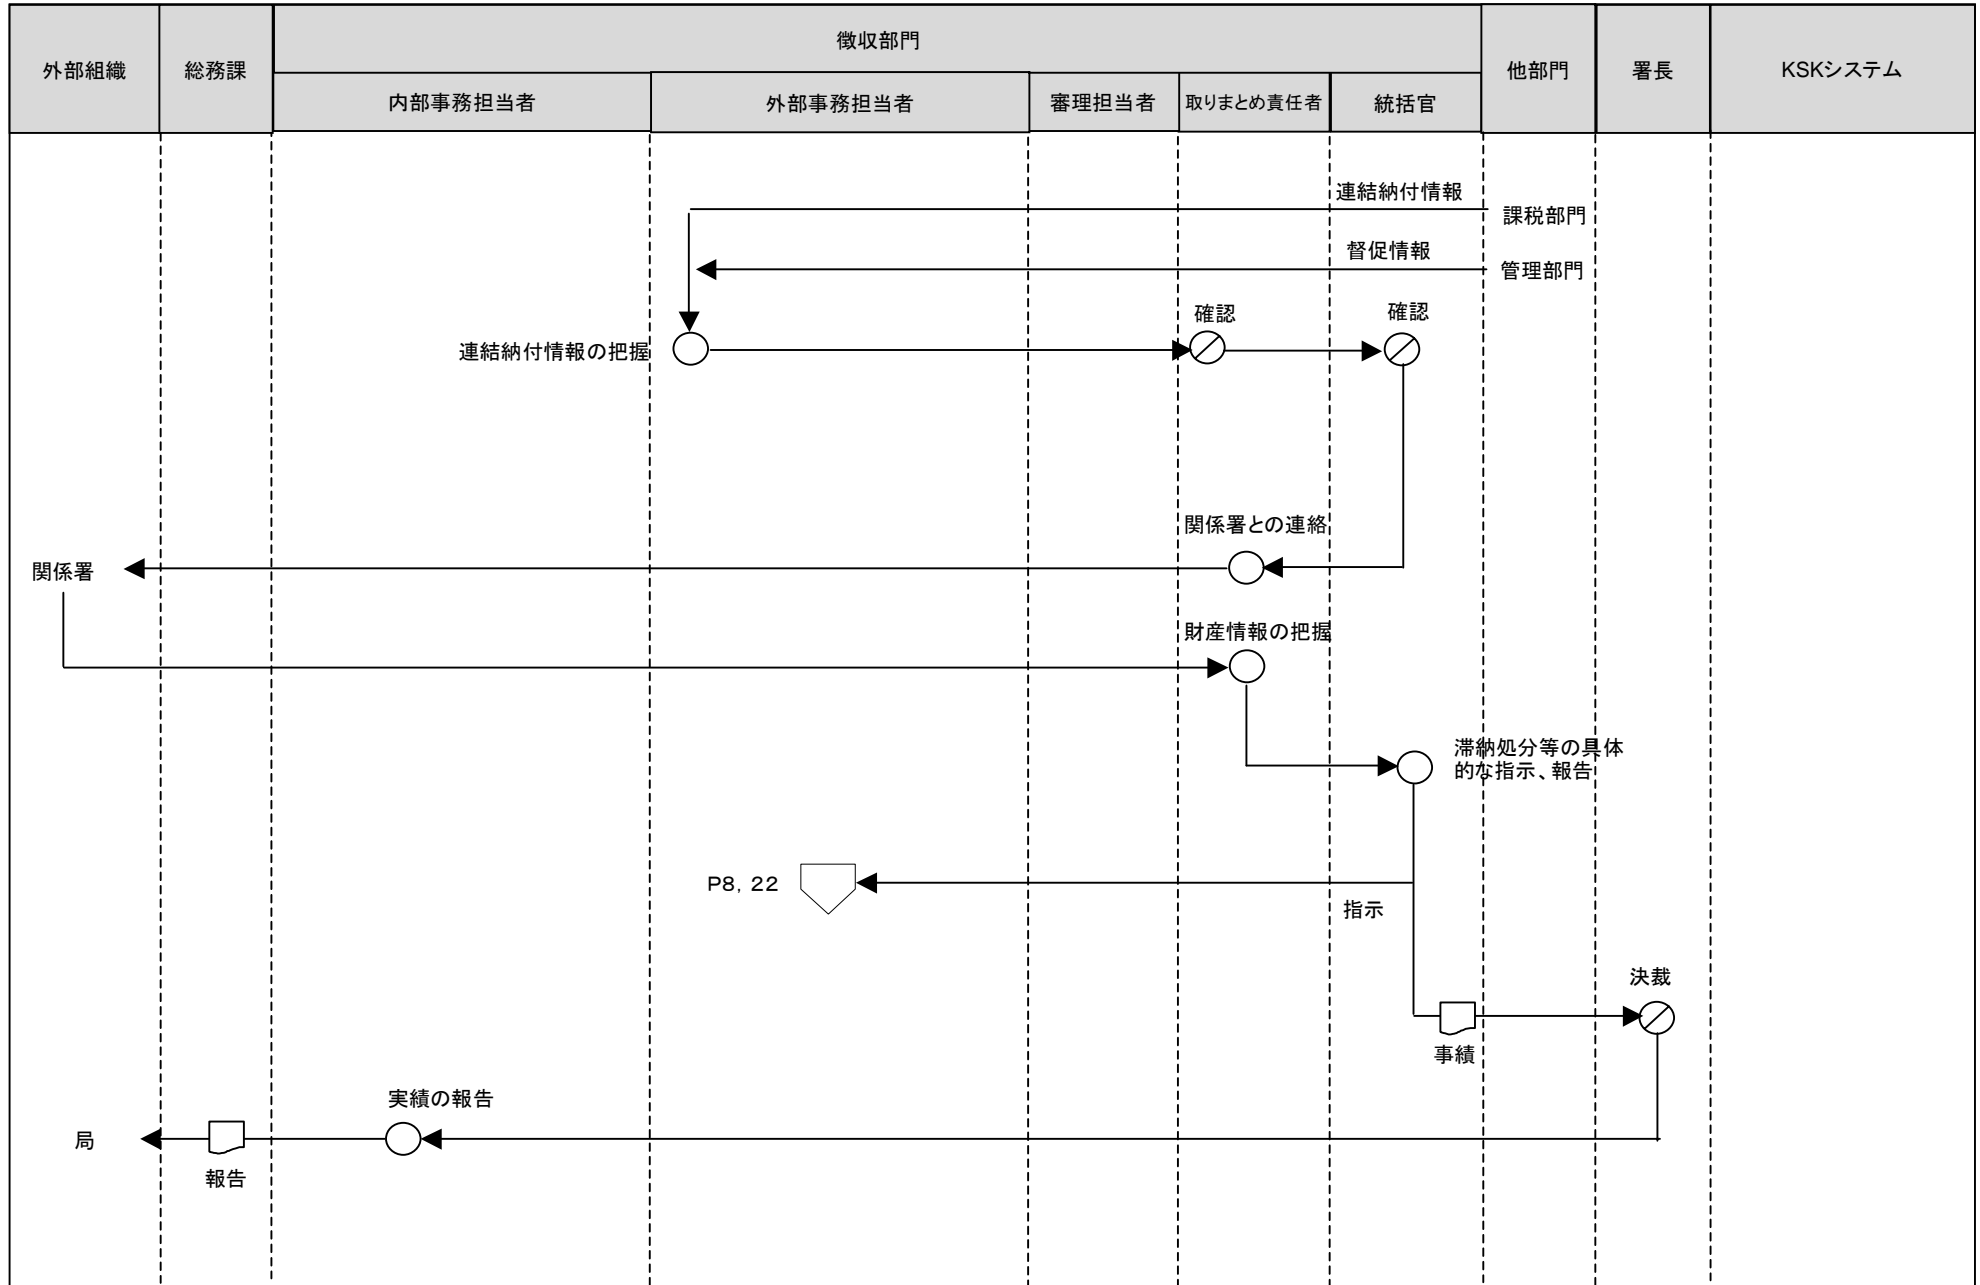 外部組織
総務課
徴収部門
内部事務担当者
外部事務担当者
審理担当者
取りまとめ責任者
統括官
他部門
署長
KSKシステム
連結納付情報
課税部門
督促情報
管理部門
確認
確認
連結納付情報の把握
関係署との連絡
関係署
財産情報の把握
滞納処分等の具体
的な指示、報告
P8，22
指示
決裁
事績
実績の報告
局
報告